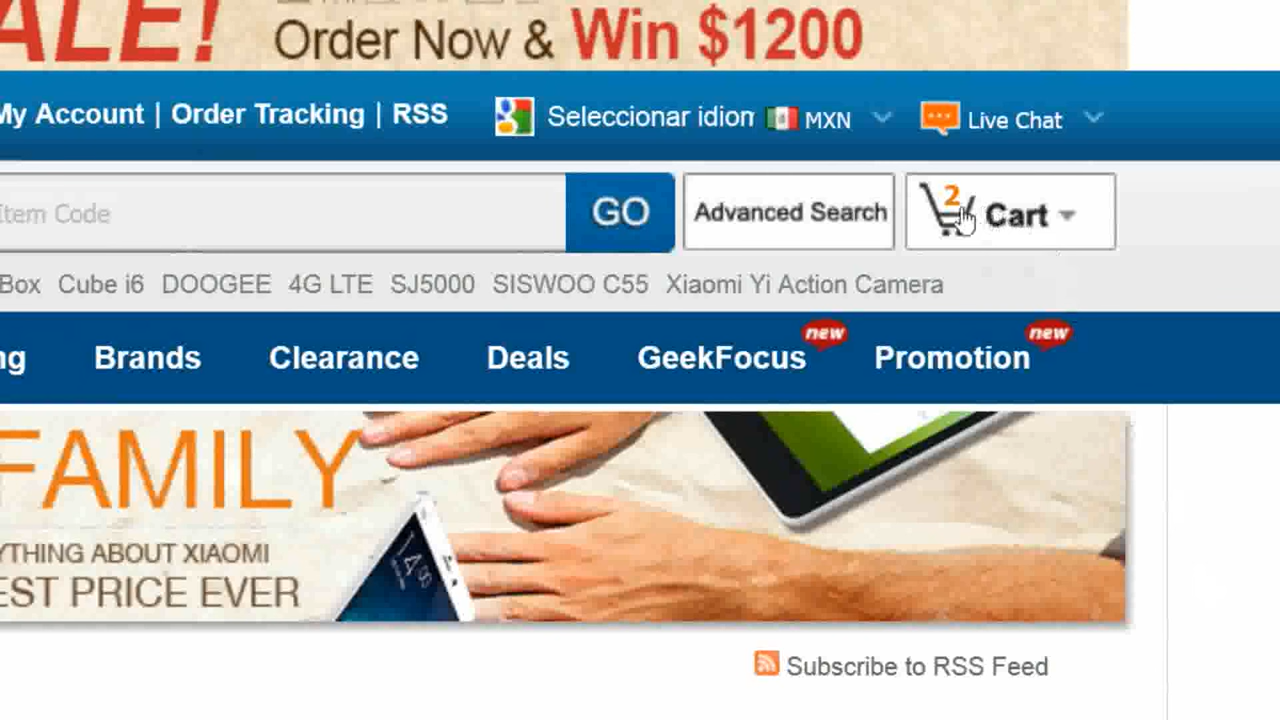 ALE!
Order Now & Win $1200
My Account | Order Tracking | RSS
Seleccionar idion
MXN
Live Chat
Item Code
GO
Advanced Search
2
Cart
Box Cube i6 DOOGEE 4G LTE SJ5000 SISWOO C55 Xiaomi Yi Action Camera
ng Brands Clearance Deals GeekFocus new Promotion new
FAMILY
YTHING ABOUT XIAOMI
EST PRICE EVER
14:00
Subscribe to RSS Feed